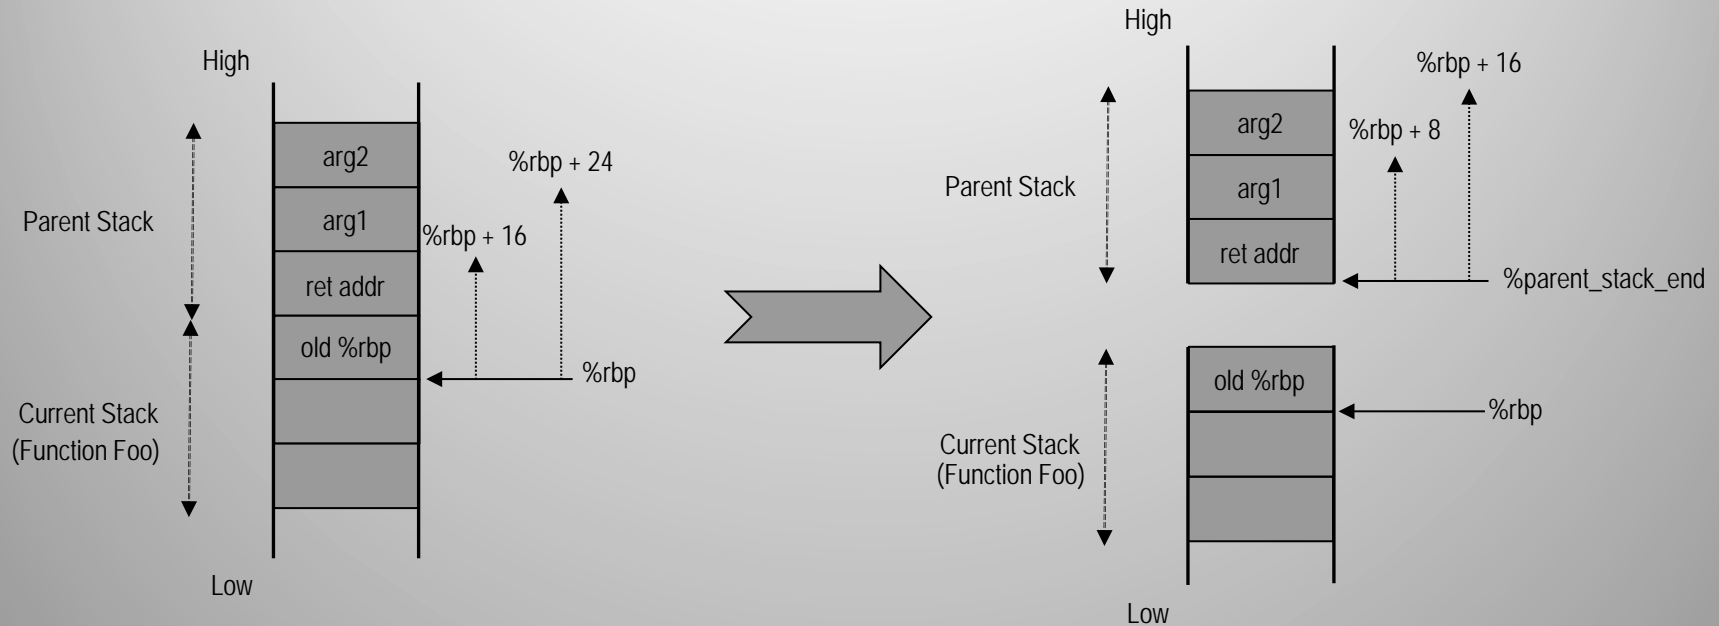 High
arg2
%rbp + 24
arg1
Parent Stack
%rbp + 16
ret addr
old %rbp
%rbp
Current Stack
(Function Foo)
Low
High
%rbp + 16
arg2
%rbp + 8
Parent Stack
arg1
ret addr
%parent_stack_end
old %rbp
%rbp
Current Stack
(Function Foo)
Low